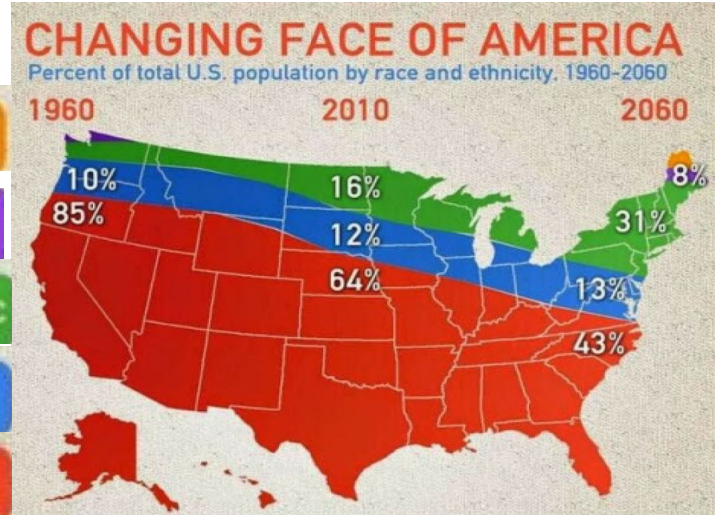 CHANGING FACE OF AMERICA
Percent of total U.S. population by race and ethnicity. 1960-2060
1960 2010 2060
10% 16% 8%
85% 12% 31%
64% 13%
43%